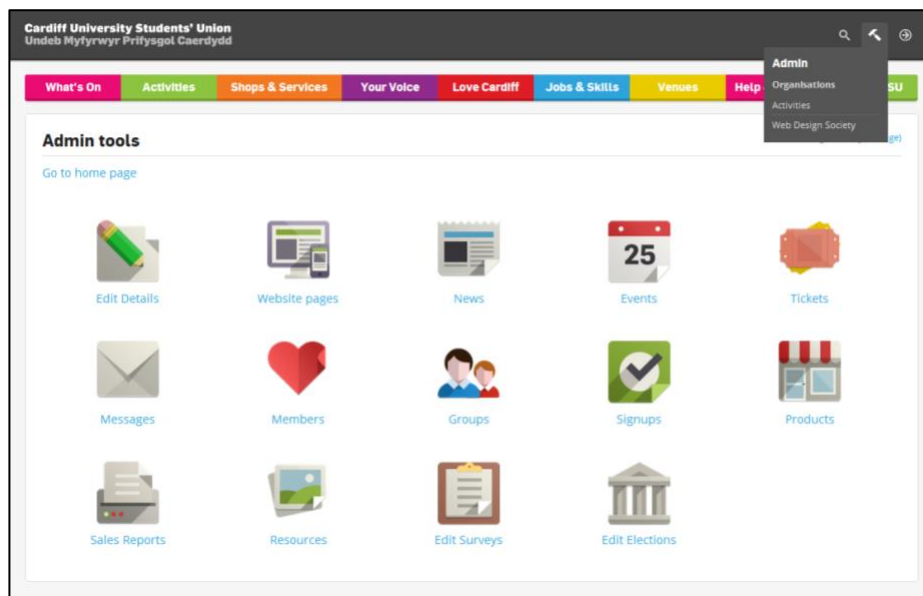 Cardiff University Students' Union
Undeb Myfyrwyr Prifysgol Caerdydd
Admin
Organisations
Activities
Web Design Society
What's On Activities Shops & Services Your Voice Love Cardiff Jobs & Skills Venues Help SU
Admin tools
Go to home page
25
Edit Details Website pages News Events Tickets
Messages Members Groups Signups Products
Sales Reports Resources Edit Surveys Edit Elections